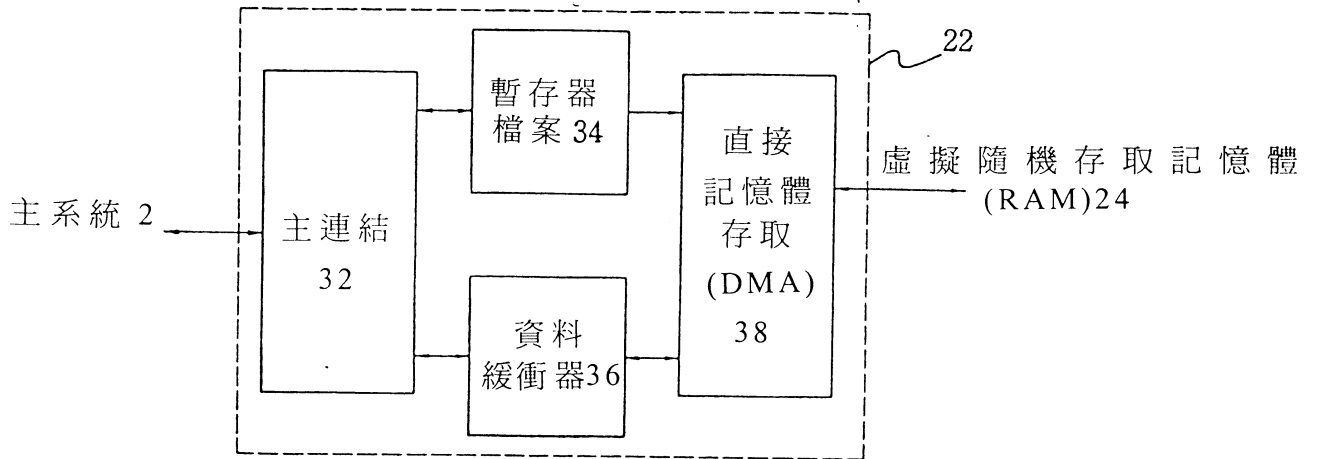 22
主系統 2
主連結
32
暫存器
檔案 34
資料
緩衝器36
直接
記憶體
存取
(DMA)
38
虛擬隨機存取記憶體
(RAM)24